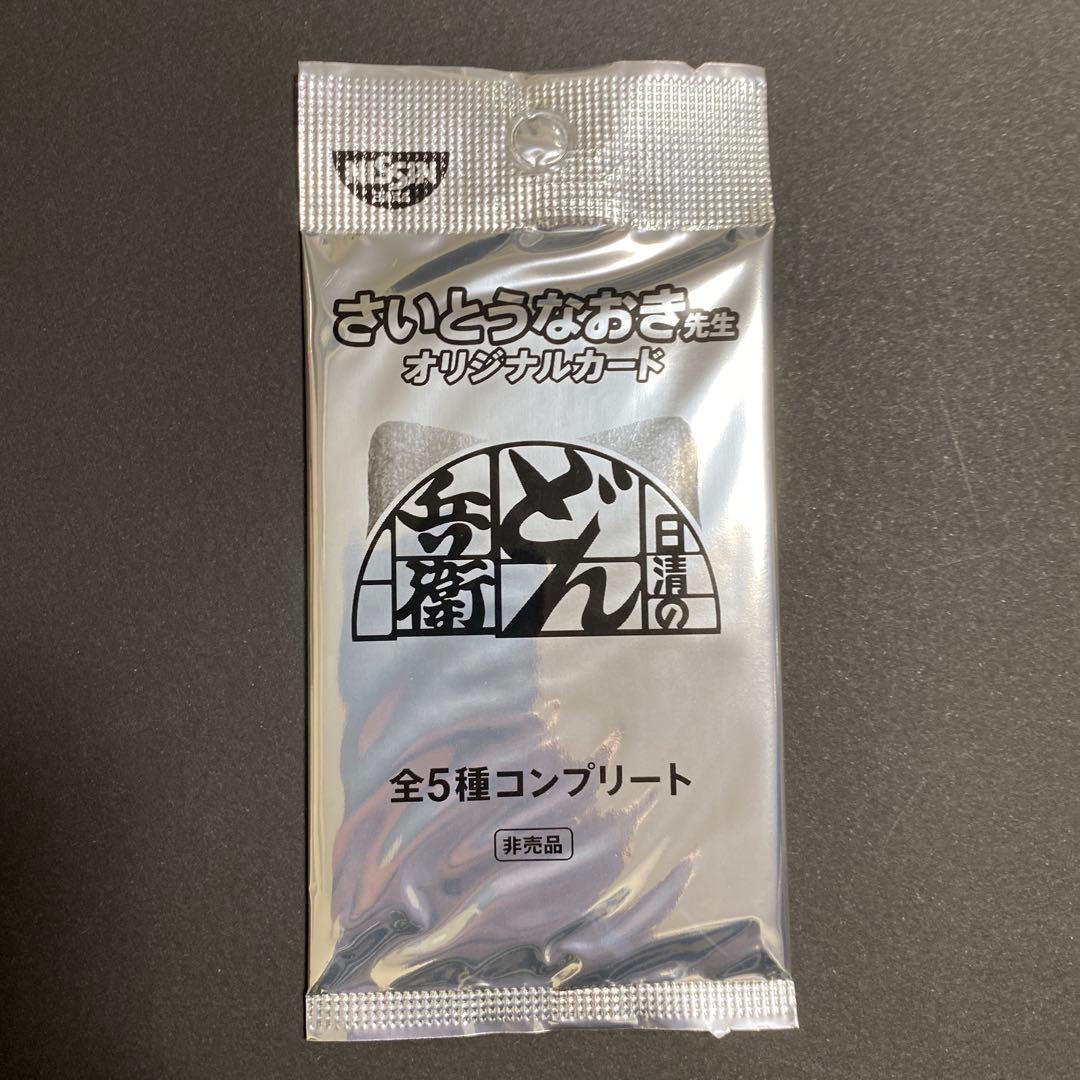 NISSIN
さいとうなおき先生
オリジナルカード
日清の
どん
兵衛
全5種コンプリート
非売品